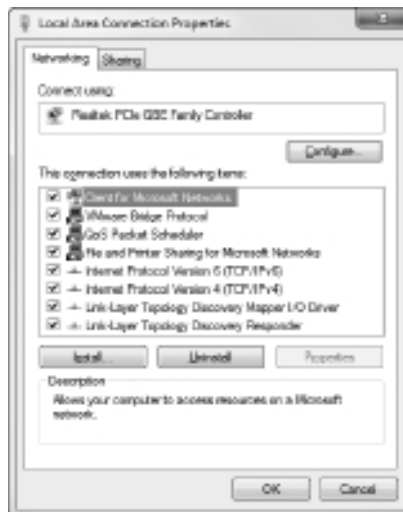 Local Area Connection Properties
Networking
Sharing
Connect using:
Realtek PCIe GBE Family Controller
Configure...
This connection uses the following items:
Client for Microsoft Networks
VMware Bridge Protocol
QoS Packet Scheduler
File and Printer Sharing for Microsoft Networks
Internet Protocol Version 6 (TCP/IPv6)
Internet Protocol Version 4 (TCP/IPv4)
Link-Layer Topology Discovery Mapper I/O Driver
Link-Layer Topology Discovery Responder
Install...
Uninstall
Properties
Description
Allows your computer to access resources on a Microsoft
network.
OK
Cancel